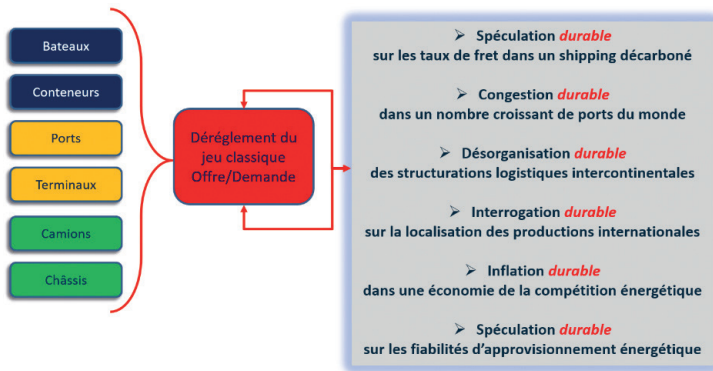 Bateaux
Conteneurs
Ports
Terminaux
Camions
Châssis
Déréglement du
jeu classique
Offre/Demande
➢ Spéculation durable
sur les taux de fret dans un shipping décarboné
➢ Congestion durable
dans un nombre croissant de ports du monde
➢ Désorganisation durable
des structurations logistiques intercontinentales
➢ Interrogation durable
sur la localisation des productions internationales
➢ Inflation durable
dans une économie de la compétition énergétique
➢ Spéculation durable
sur les fiabilités d'approvisionnement énergétique